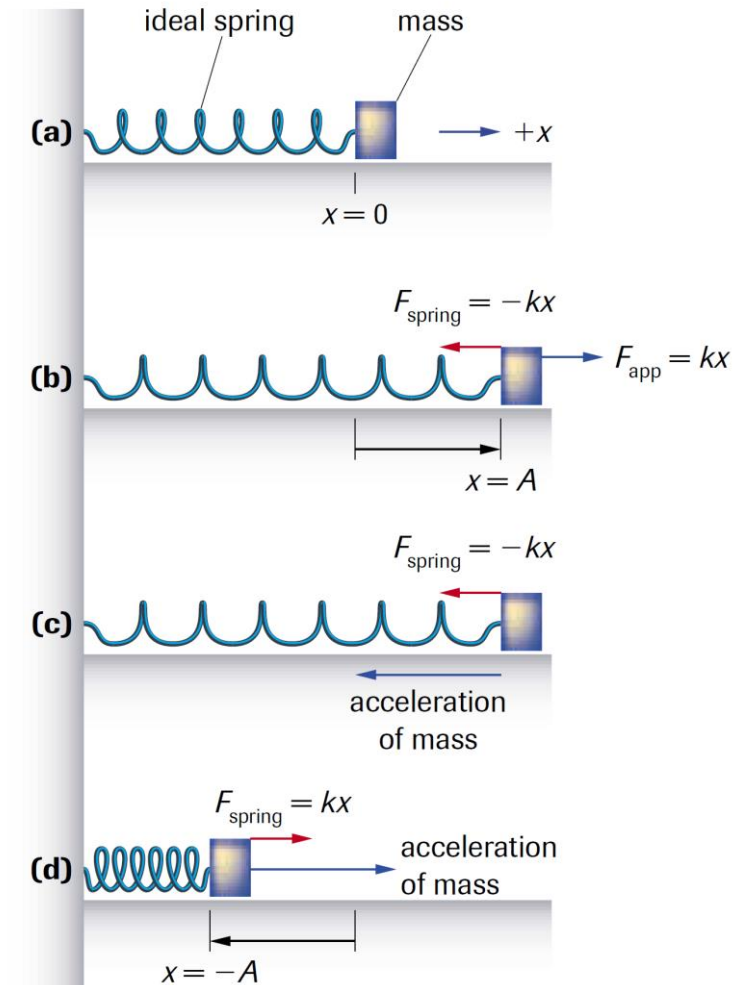 ideal spring
mass
(a)
+x
x = 0
F_spring = −kx
(b)
F_app = kx
x = A
F_spring = −kx
(c)
acceleration
of mass
F_spring = kx
(d)
acceleration
of mass
x = −A